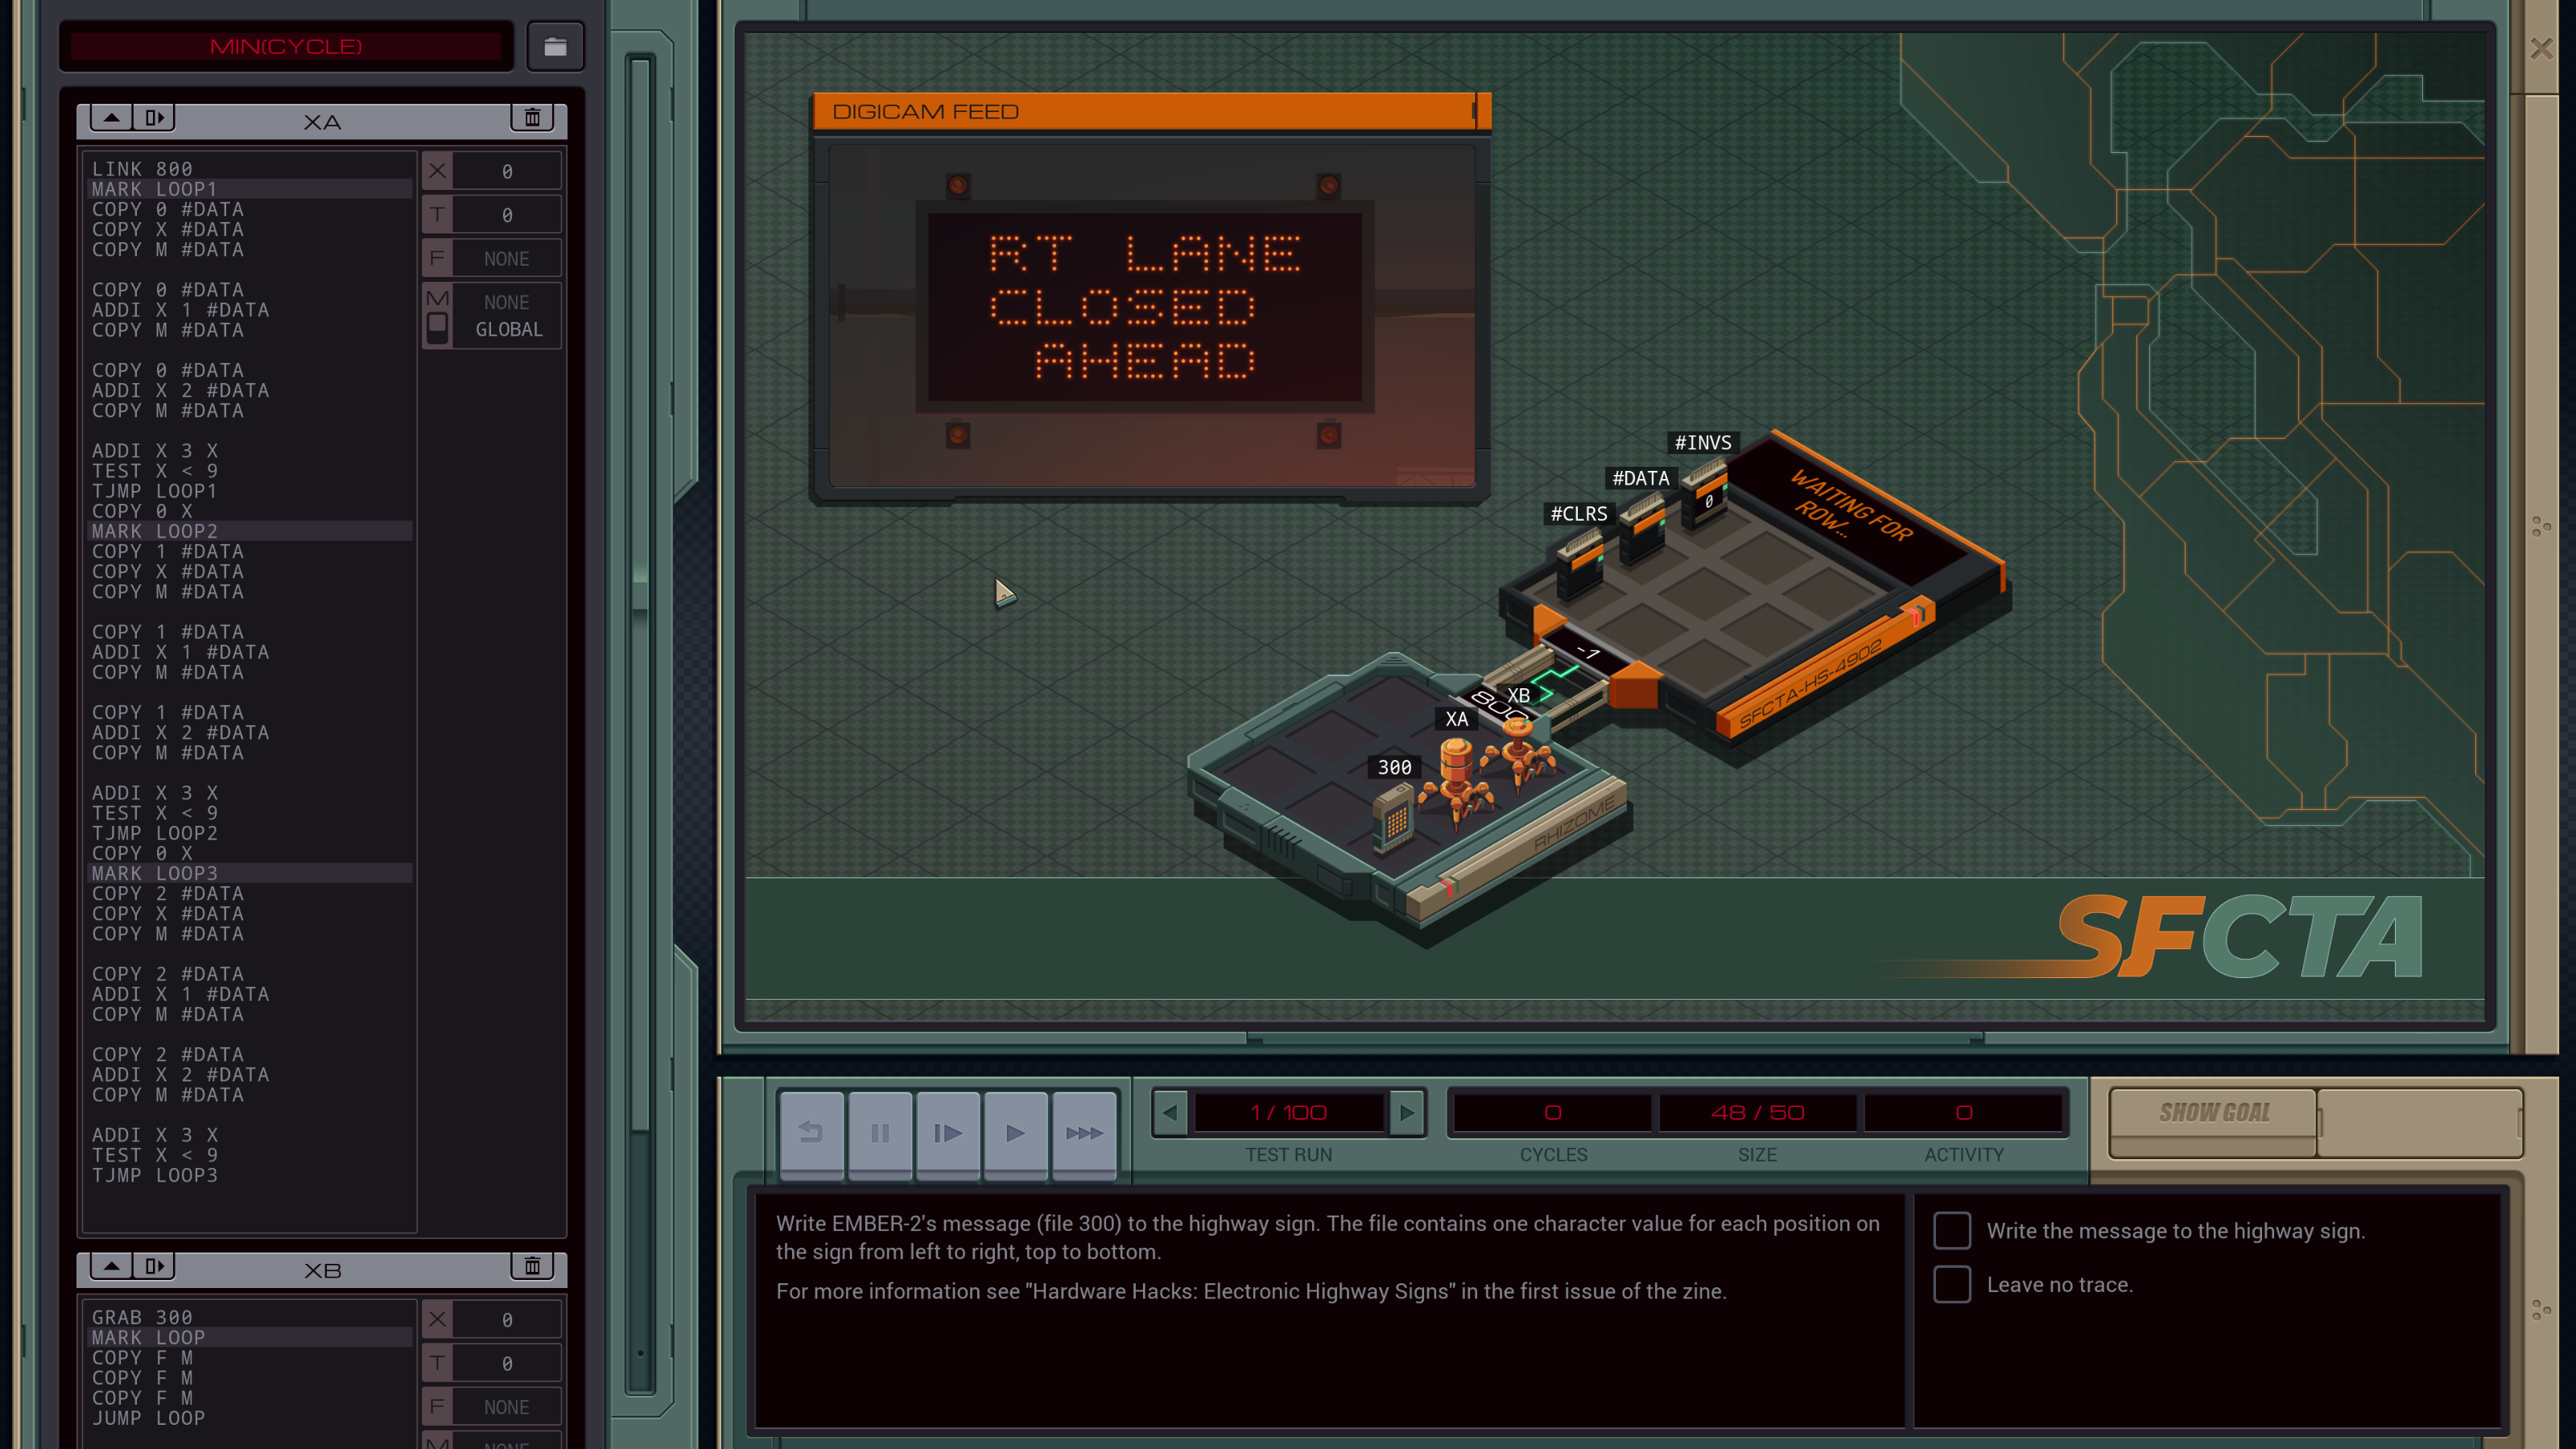 MIN(CYCLE)
XA
LINK 800
MARK LOOP1
COPY 0 #DATA
COPY X #DATA
COPY M #DATA
COPY 0 #DATA
ADDI X 1 #DATA
COPY M #DATA
COPY 0 #DATA
ADDI X 2 #DATA
COPY M #DATA
ADDI X 3 X
TEST X < 9
TJMP LOOP1
COPY 0 X
MARK LOOP2
COPY 1 #DATA
COPY X #DATA
COPY M #DATA
COPY 1 #DATA
ADDI X 1 #DATA
COPY M #DATA
COPY 1 #DATA
ADDI X 2 #DATA
COPY M #DATA
ADDI X 3 X
TEST X < 9
TJMP LOOP2
COPY 0 X
MARK LOOP3
COPY 2 #DATA
COPY X #DATA
COPY M #DATA
COPY 2 #DATA
ADDI X 1 #DATA
COPY M #DATA
COPY 2 #DATA
ADDI X 2 #DATA
COPY M #DATA
ADDI X 3 X
TEST X < 9
TJMP LOOP3
X 0
T 0
F NONE
M NONE
GLOBAL
XB
GRAB 300
MARK LOOP
COPY F M
COPY F M
COPY F M
JUMP LOOP
X 0
T 0
F NONE
M NONE
DIGICAM FEED
RT LANE
CLOSED
AHEAD
#INVS
#DATA
#CLRS
0
WAITING FOR
ROW...
-1
SFCTA-HS-4902
800
XB
XA
300
RHIZOME
SFCTA
1 / 100
TEST RUN
0
CYCLES
48 / 50
SIZE
0
ACTIVITY
SHOW GOAL
Write EMBER-2's message (file 300) to the highway sign. The file contains one character value for each position on
the sign from left to right, top to bottom.
For more information see "Hardware Hacks: Electronic Highway Signs" in the first issue of the zine.
Write the message to the highway sign.
Leave no trace.